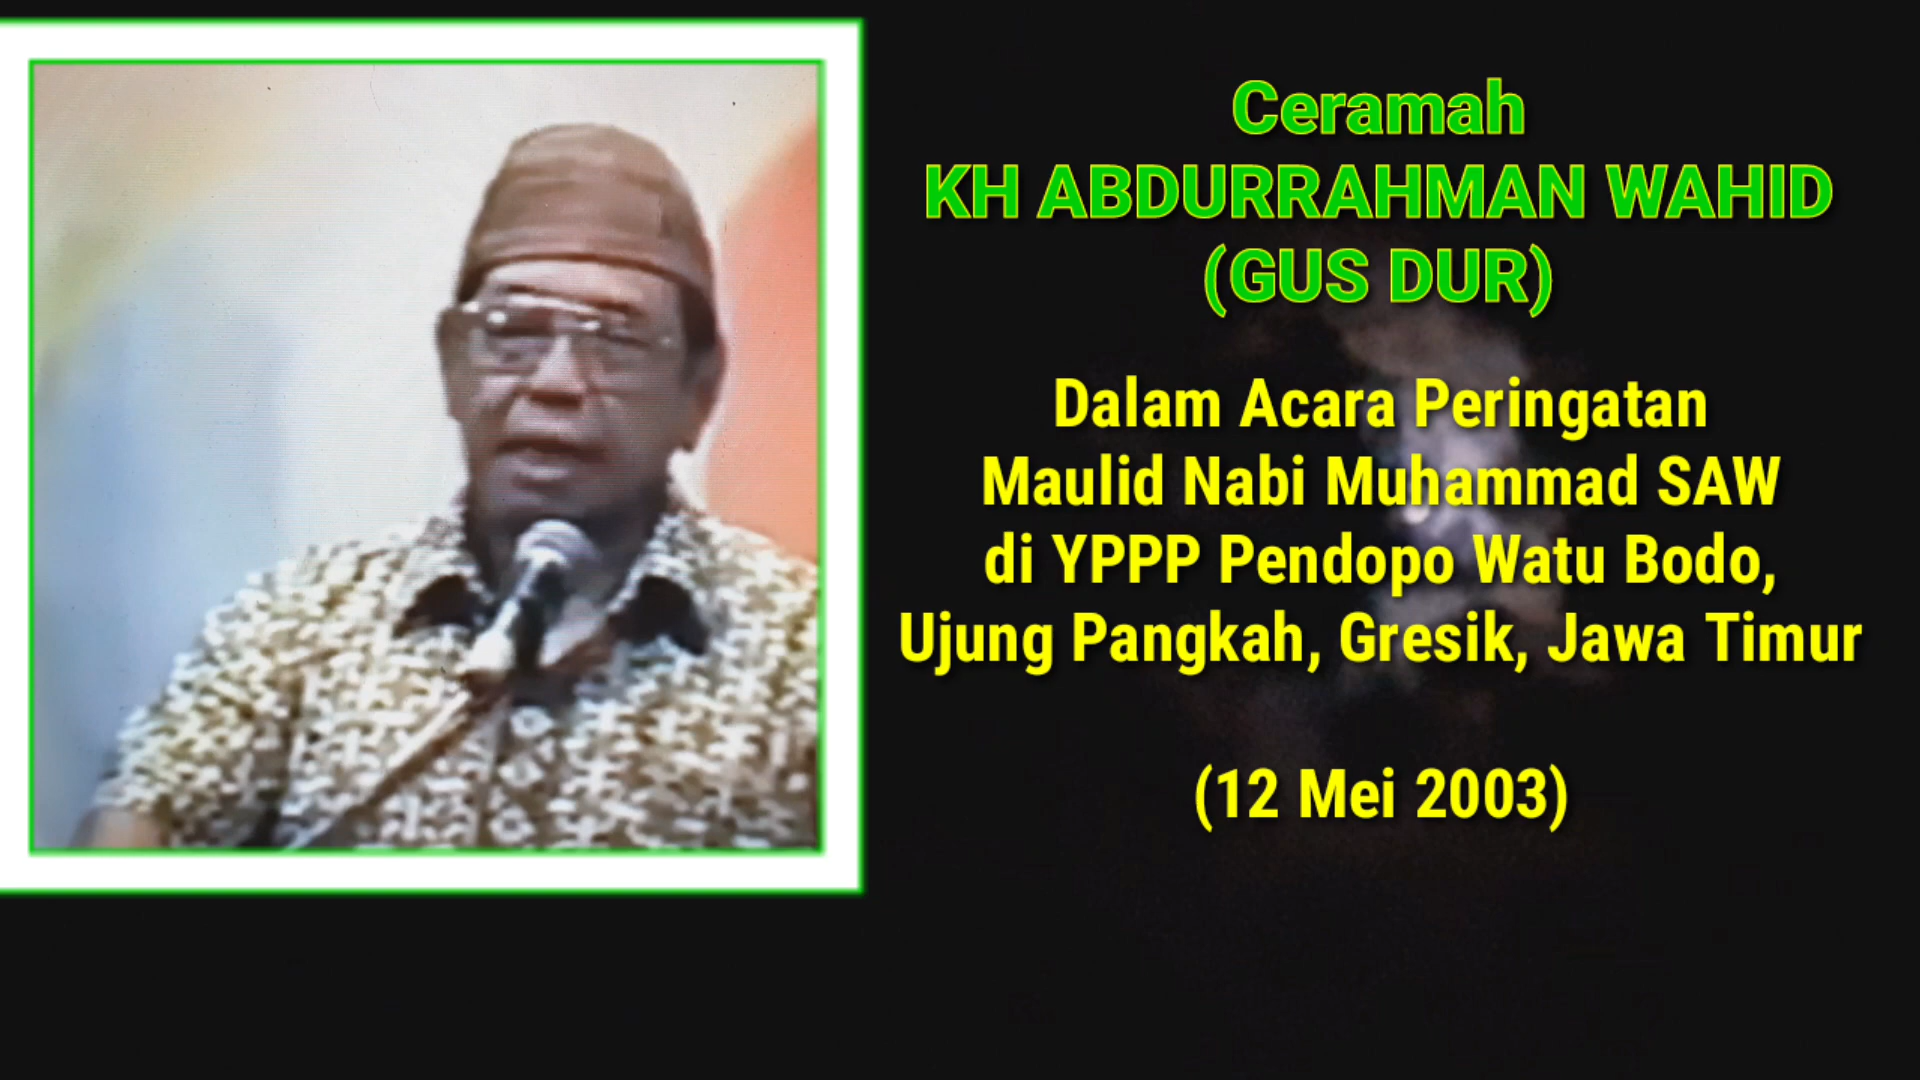 Ceramah
KH ABDURRAHMAN WAHID
(GUS DUR)
Dalam Acara Peringatan
Maulid Nabi Muhammad SAW
di YPPP Pendopo Watu Bodo,
Ujung Pangkah, Gresik, Jawa Timur
(12 Mei 2003)